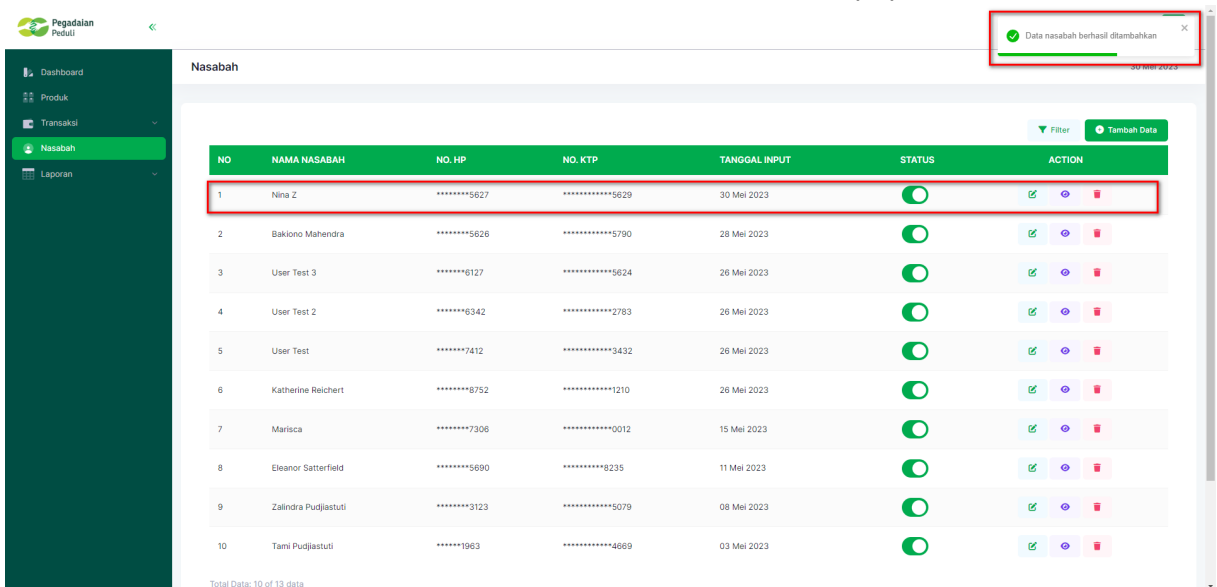 Pegadaian
Peduli
Data nasabah berhasil ditambahkan
Dashboard
Nasabah
30 Mei 2023
Produk
Transaksi
Nasabah
Laporan
Filter
Tambah Data
NO NAMA NASABAH NO. HP NO. KTP TANGGAL INPUT STATUS ACTION
1 Nina Z ********5627 ************5629 30 Mei 2023
2 Bakiono Mahendra ********5626 ************5790 28 Mei 2023
3 User Test 3 *******6127 ************5624 26 Mei 2023
4 User Test 2 *******6342 ************2783 26 Mei 2023
5 User Test *******7412 ************3432 26 Mei 2023
6 Katherine Reichert ********8752 ************1210 26 Mei 2023
7 Marisca ********7306 ************0012 15 Mei 2023
8 Eleanor Satterfield ********5690 **********8235 11 Mei 2023
9 Zalindra Pudjiastuti ********3123 ************5079 08 Mei 2023
10 Tami Pudjiastuti ******1963 ************4669 03 Mei 2023
Total Data: 10 of 13 data